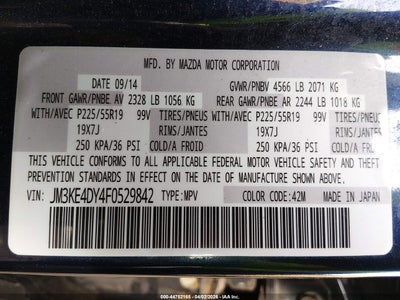 MFD. BY MAZDA MOTOR CORPORATION
DATE 09/14 GVWR/PNBV 4566 LB 2071 KG
FRONT GAWR/PNBE AV 2328 LB 1056 KG REAR GAWR/PNBE AR 2244 LB 1018 KG
WITH/AVEC P225/55R19 99V TIRES/PNEUS WITH/AVEC P225/55R19 99V TIRES/PNEUS
19X7J RIMS/JANTES 19X7J RIMS/JANTES
250 KPA/36 PSI COLD/A FROID 250 KPA/36 PSI COLD/A FROID
THIS VEHICLE CONFORMS TO ALL APPLICABLE FEDERAL MOTOR VEHICLE SAFETY AND THEFT
PREVENTION STANDARDS IN EFFECT ON THE DATE OF MANUFACTURE SHOWN ABOVE.
VIN: JM3KE4DY4F0529842 TYPE:MPV COLOR CODE:42M MADE IN JAPAN
000-44752165 - 04/02/2026 -